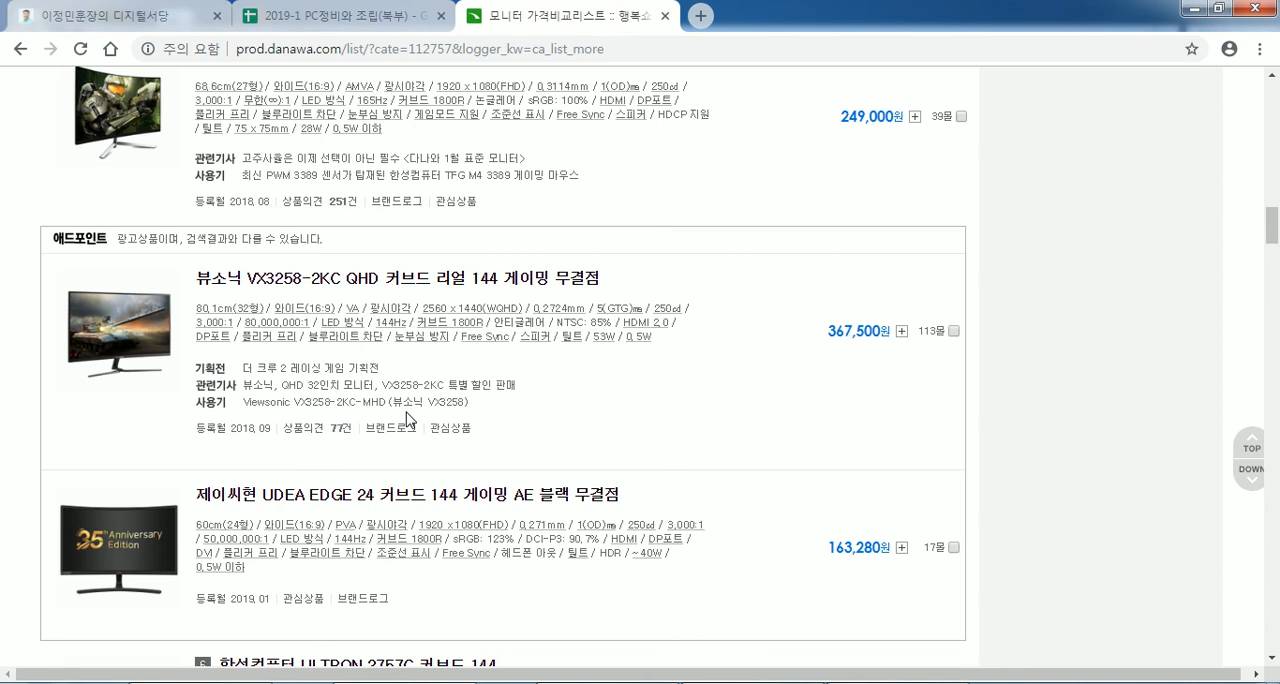 이정민훈장의 디지털서당
2019-1 PC정비와 조립(북부) - G
모니터 가격비교리스트 :: 행복쇼
주의 요함
prod.danawa.com/list/?cate=112757&logger_kw=ca_list_more
68,6cm(27형) / 와이드(16:9) / AMVA / 광시야각 / 1920 x 1080(FHD) / 0,3114mm / 1(OD)㎳ / 250㏅ /
3,000:1 / 무한(∞):1 / LED 방식 / 165Hz / 커브드 1800R / 논글레어 / sRGB: 100% / HDMI / DP포트 /
플리커 프리 / 블루라이트 차단 / 눈부심 방지 / 게임모드 지원 / 조준선 표시 / Free Sync / 스피커 / HDCP 지원
/ 틸트 / 75 x 75mm / 28W / 0,5W 이하
249,000원
39몰
관련기사 고주사율은 이제 선택이 아닌 필수 <다나와 1월 표준 모니터>
사용기 최신 PWM 3389 센서가 탑재된 한성컴퓨터 TFG M4 3389 게이밍 마우스
등록월 2018, 08 상품의견 251건 브랜드로그 관심상품
애드포인트 광고상품이며, 검색결과와 다를 수 있습니다.
뷰소닉 VX3258-2KC QHD 커브드 리얼 144 게이밍 무결점
80,1cm(32형) / 와이드(16:9) / VA / 광시야각 / 2560 x 1440(WQHD) / 0,2724mm / 5(GTG)㎳ / 250㏅ /
3,000:1 / 80,000,000:1 / LED 방식 / 144Hz / 커브드 1800R / 안티글레어 / NTSC: 85% / HDMI 2,0 /
DP포트 / 플리커 프리 / 블루라이트 차단 / 눈부심 방지 / Free Sync / 스피커 / 틸트 / 53W / 0,5W
367,500원
113몰
기획전 더 크루 2 레이싱 게임 기획전
관련기사 뷰소닉, QHD 32인치 모니터, VX3258-2KC 특별 할인 판매
사용기 Viewsonic VX3258-2KC-MHD (뷰소닉 VX3258)
등록월 2018, 09 상품의견 77건 브랜드로그 관심상품
제이씨현 UDEA EDGE 24 커브드 144 게이밍 AE 블랙 무결점
35th Anniversary
Edition
60cm(24형) / 와이드(16:9) / PVA / 광시야각 / 1920 x 1080(FHD) / 0,271mm / 1(OD)㎳ / 250㏅ / 3,000:1
/ 50,000,000:1 / LED 방식 / 144Hz / 커브드 1800R / sRGB: 123% / DCI-P3: 90,7% / HDMI / DP포트 /
DVI / 플리커 프리 / 블루라이트 차단 / 조준선 표시 / Free Sync / 헤드폰 아웃 / 틸트 / HDR / ~40W /
0,5W 이하
163,280원
17몰
등록월 2019, 01 관심상품 브랜드로그
TOP
DOWN
6 한성컴퓨터 ULTRON 2757C 커브드 144